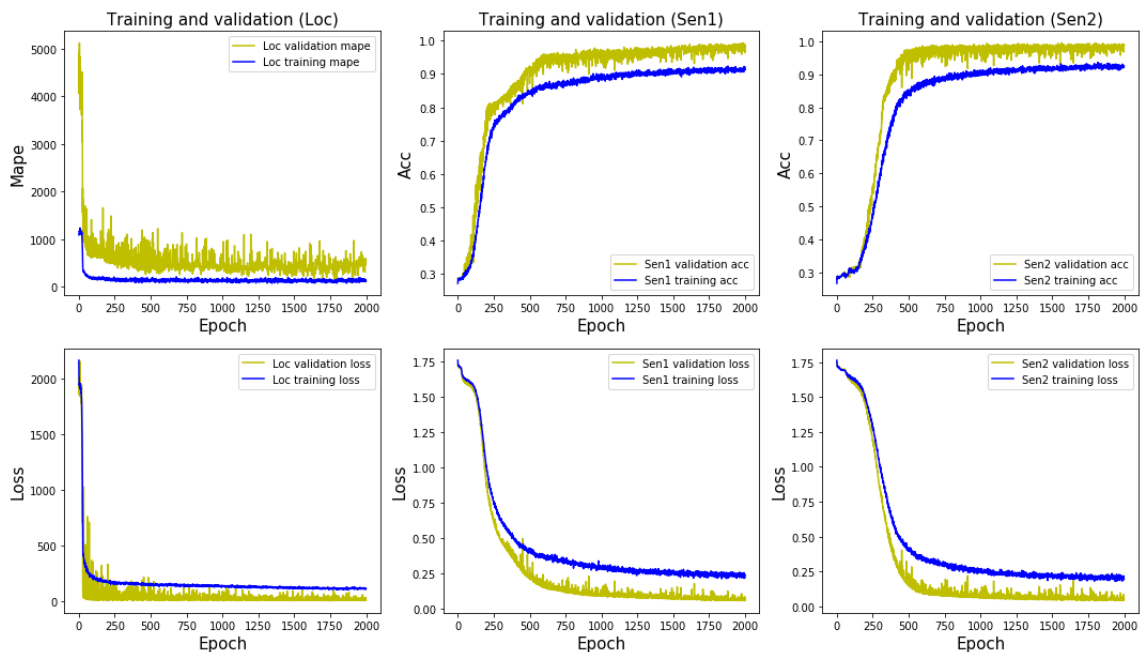 Training and validation (Loc)
Training and validation (Sen1)
Training and validation (Sen2)
Mape
5000
4000
3000
2000
1000
0
Loc validation mape
Loc training mape
0 250 500 750 1000 1250 1500 1750 2000
Epoch
Acc
1.0
0.9
0.8
0.7
0.6
0.5
0.4
0.3
Sen1 validation acc
Sen1 training acc
0 250 500 750 1000 1250 1500 1750 2000
Epoch
Acc
1.0
0.9
0.8
0.7
0.6
0.5
0.4
0.3
Sen2 validation acc
Sen2 training acc
0 250 500 750 1000 1250 1500 1750 2000
Epoch
Loss
2000
1500
1000
500
0
Loc validation loss
Loc training loss
0 250 500 750 1000 1250 1500 1750 2000
Epoch
Loss
1.75
1.50
1.25
1.00
0.75
0.50
0.25
0.00
Sen1 validation loss
Sen1 training loss
0 250 500 750 1000 1250 1500 1750 2000
Epoch
Loss
1.75
1.50
1.25
1.00
0.75
0.50
0.25
0.00
Sen2 validation loss
Sen2 training loss
0 250 500 750 1000 1250 1500 1750 2000
Epoch